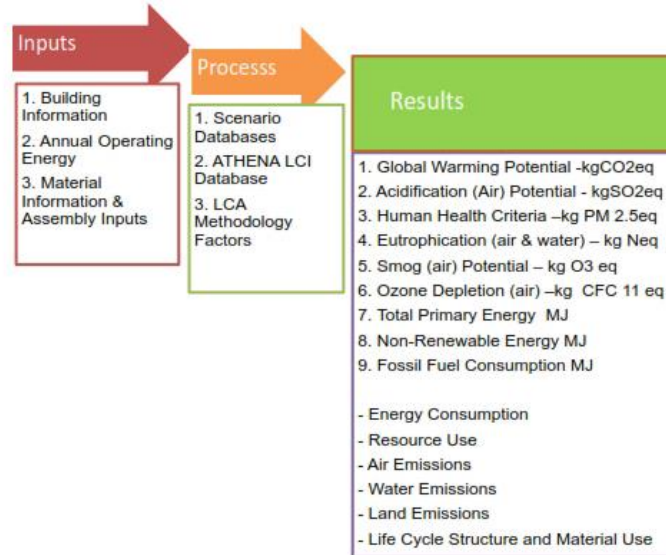 Inputs
1. Building
Information
2. Annual Operating
Energy
3. Material
Information &
Assembly Inputs
Processs
1. Scenario
Databases
2. ATHENA LCI
Database
3. LCA
Methodology
Factors
Results
1. Global Warming Potential -kgCO2eq
2. Acidification (Air) Potential - kgSO2eq
3. Human Health Criteria –kg PM 2.5eq
4. Eutrophication (air & water) – kg Neq
5. Smog (air) Potential – kg O3 eq
6. Ozone Depletion (air) –kg CFC 11 eq
7. Total Primary Energy MJ
8. Non-Renewable Energy MJ
9. Fossil Fuel Consumption MJ
- Energy Consumption
- Resource Use
- Air Emissions
- Water Emissions
- Land Emissions
- Life Cycle Structure and Material Use